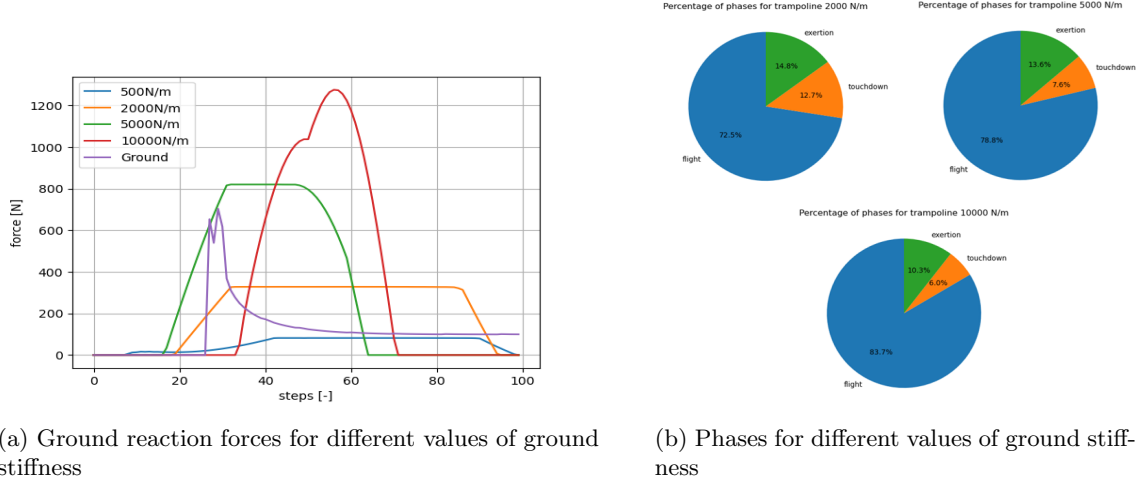 500N/m
2000N/m
5000N/m
10000N/m
Ground
force [N]
1200
1000
800
600
400
200
0
0 20 40 60 80 100
steps [-]
(a) Ground reaction forces for different values of ground
stiffness
Percentage of phases for trampoline 2000 N/m
exertion
14.8%
touchdown
12.7%
72.5%
flight
Percentage of phases for trampoline 5000 N/m
exertion
13.6%
touchdown
7.6%
78.8%
flight
Percentage of phases for trampoline 10000 N/m
exertion
10.3%
touchdown
6.0%
83.7%
flight
(b) Phases for different values of ground stiff-
ness